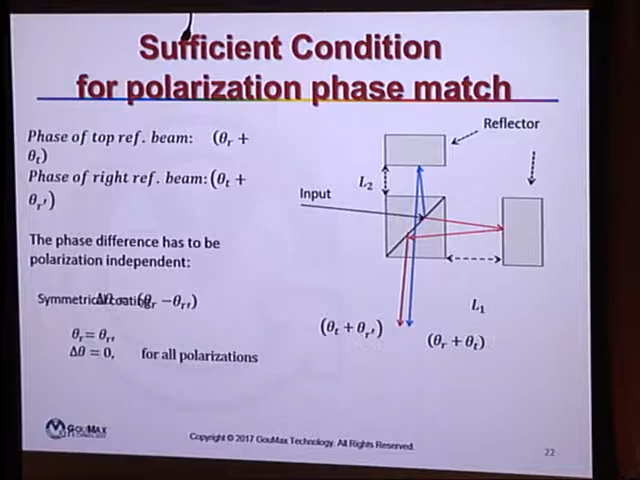 Sufficient Condition
for polarization phase match
Phase of top ref. beam: (θr +
θt)
Phase of right ref. beam: (θt +
θr′)
The phase difference has to be
polarization independent:
Symmetrical coating
Δθ = (θr − θr′)
θr = θr′,
Δθ = 0, for all polarizations
Reflector
L2
Input
L1
(θt + θr′)
(θr + θt)
GouMax
TECHNOLOGY
Copyright © 2017 GouMax Technology. All Rights Reserved.
22